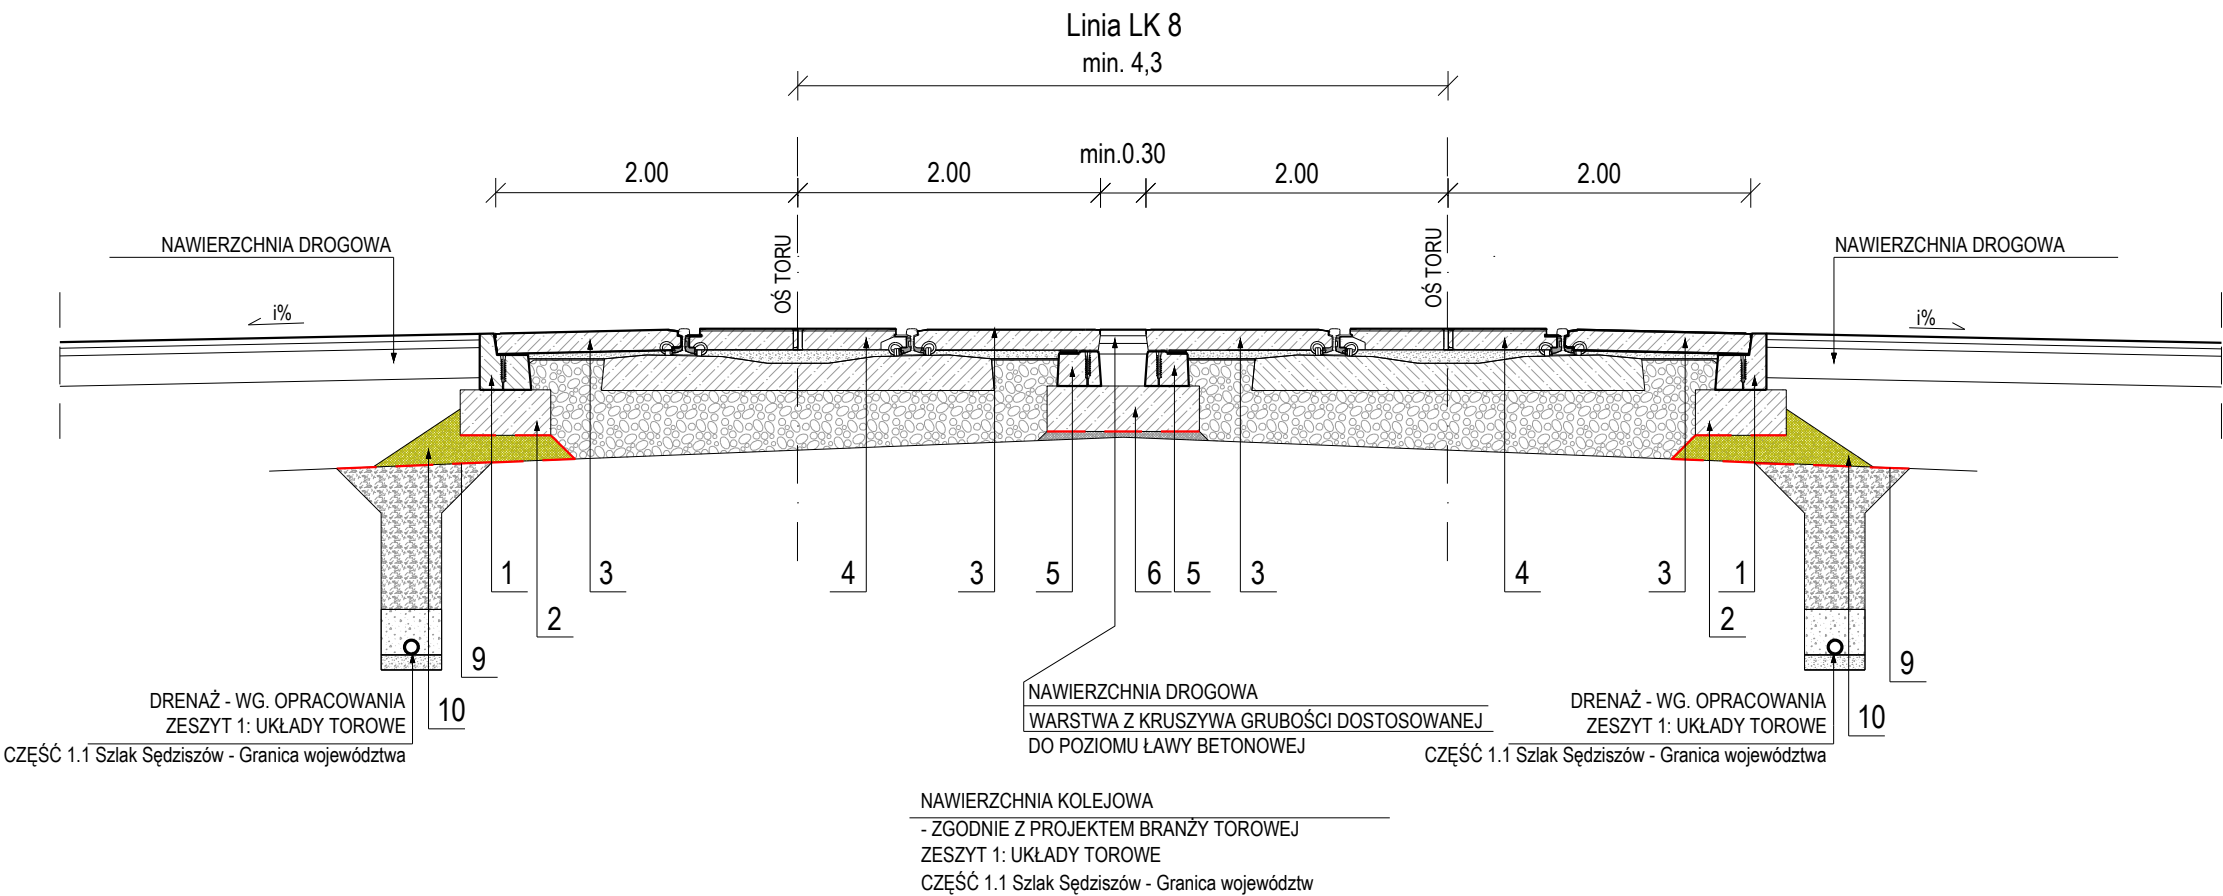 Linia LK 8
min. 4,3
2.00
2.00
min.0.30
2.00
2.00
NAWIERZCHNIA DROGOWA
OŚ TORU
OŚ TORU
NAWIERZCHNIA DROGOWA
i%
i%
1
3
4
3
5
6
5
3
4
3
1
2
2
9
9
DRENAŻ - WG. OPRACOWANIA
ZESZYT 1: UKŁADY TOROWE
CZĘŚĆ 1.1 Szlak Sędziszów - Granica województwa
10
NAWIERZCHNIA DROGOWA
WARSTWA Z KRUSZYWA GRUBOŚCI DOSTOSOWANEJ
DO POZIOMU ŁAWY BETONOWEJ
DRENAŻ - WG. OPRACOWANIA
ZESZYT 1: UKŁADY TOROWE
CZĘŚĆ 1.1 Szlak Sędziszów - Granica województwa
10
NAWIERZCHNIA KOLEJOWA
- ZGODNIE Z PROJEKTEM BRANŻY TOROWEJ
ZESZYT 1: UKŁADY TOROWE
CZĘŚĆ 1.1 Szlak Sędziszów - Granica województw